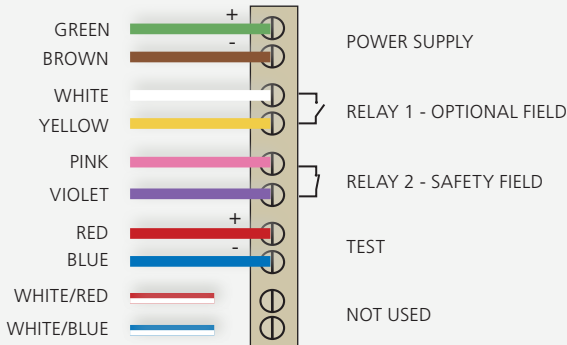 GREEN + POWER SUPPLY
BROWN -
WHITE RELAY 1 - OPTIONAL FIELD
YELLOW
PINK RELAY 2 - SAFETY FIELD
VIOLET
RED + TEST
BLUE -
WHITE/RED NOT USED
WHITE/BLUE